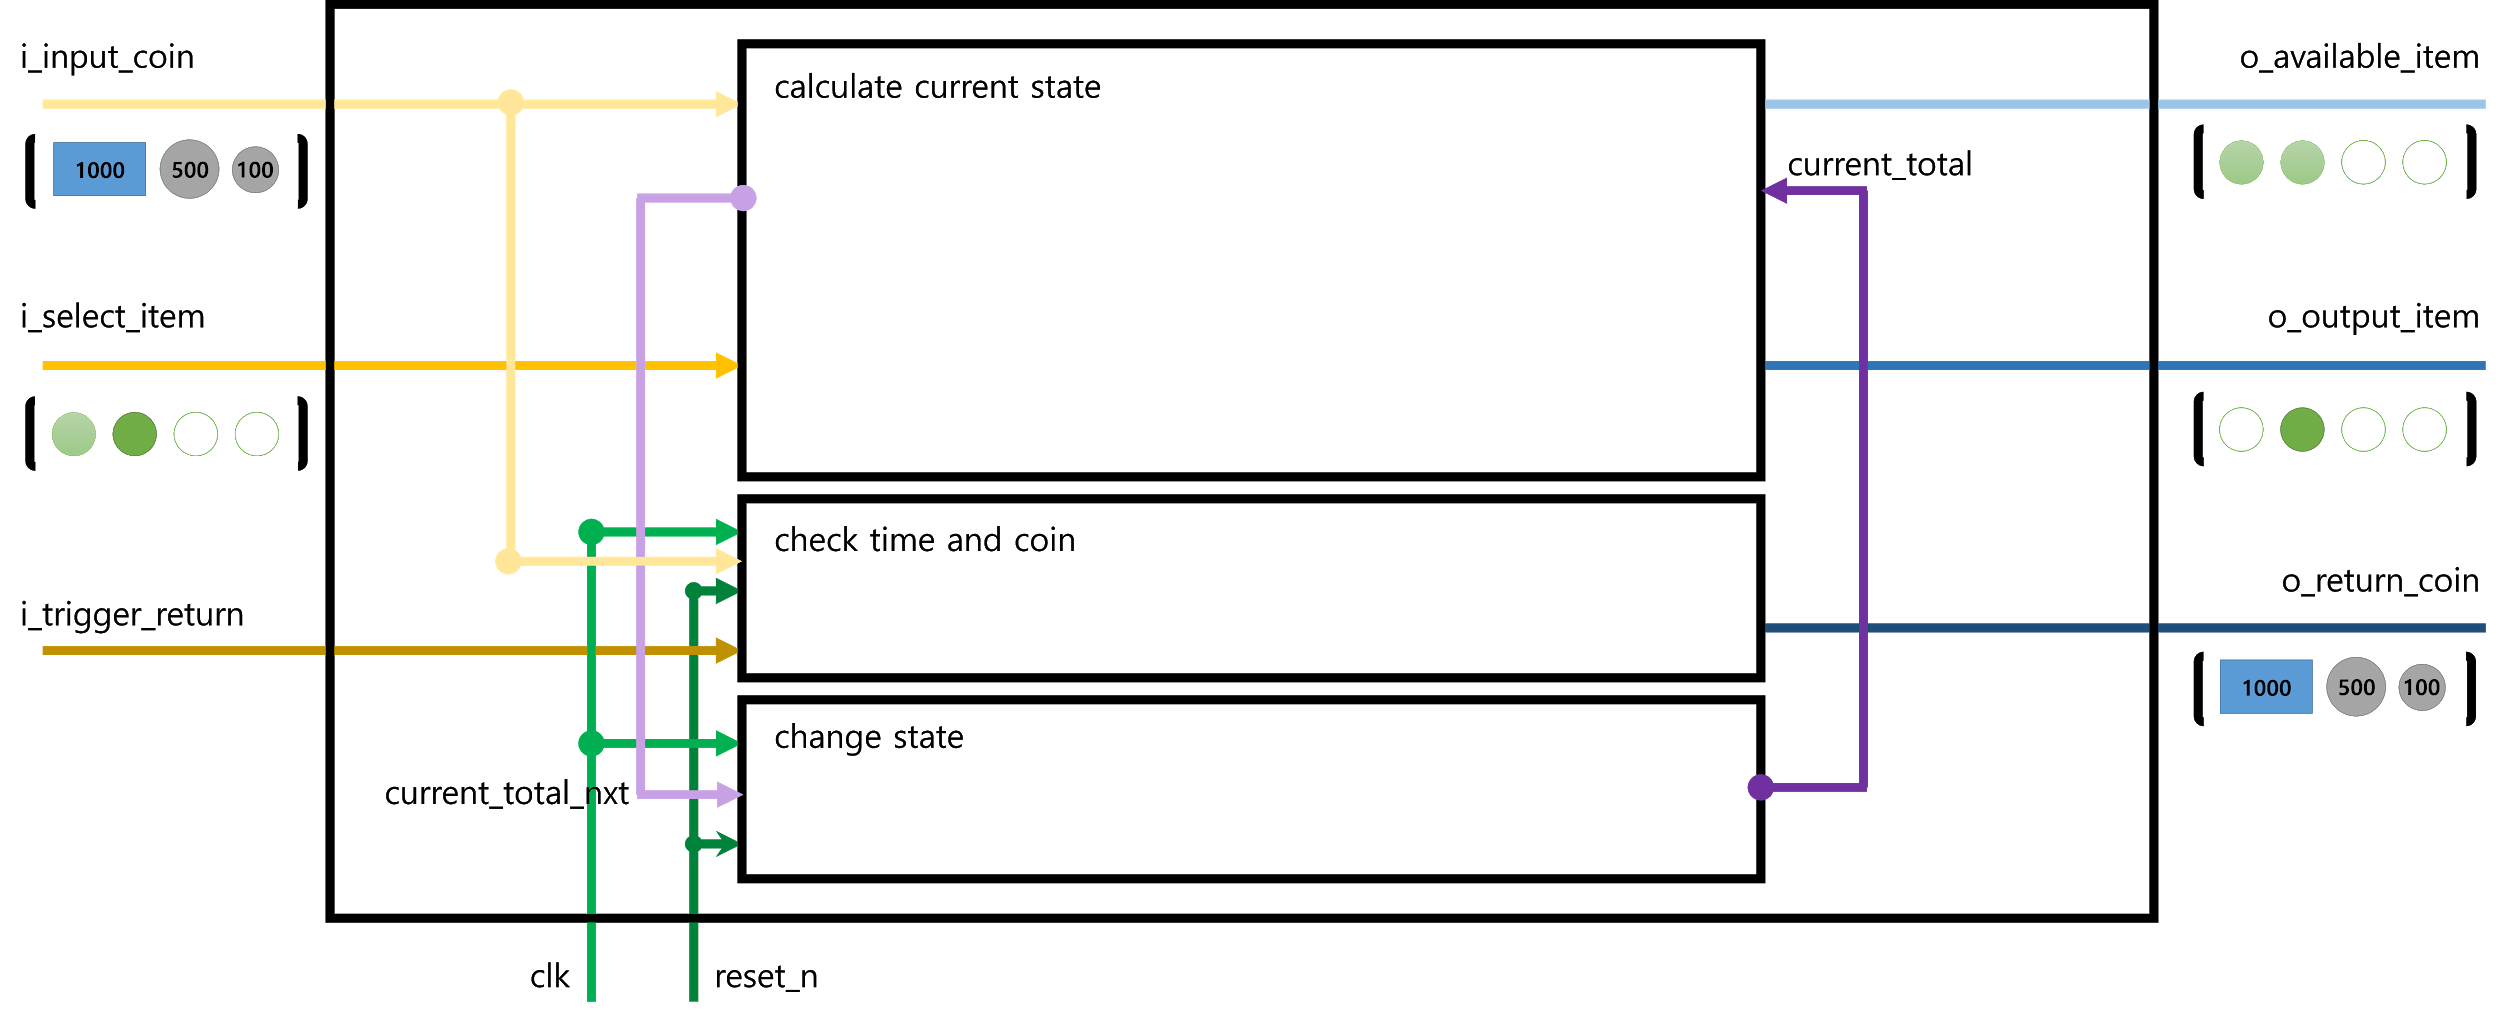 i_input_coin
1000 500 100
i_select_item
i_trigger_return
calculate current state
check time and coin
change state
current_total_nxt
current_total
clk
reset_n
o_available_item
o_output_item
o_return_coin
1000 500 100